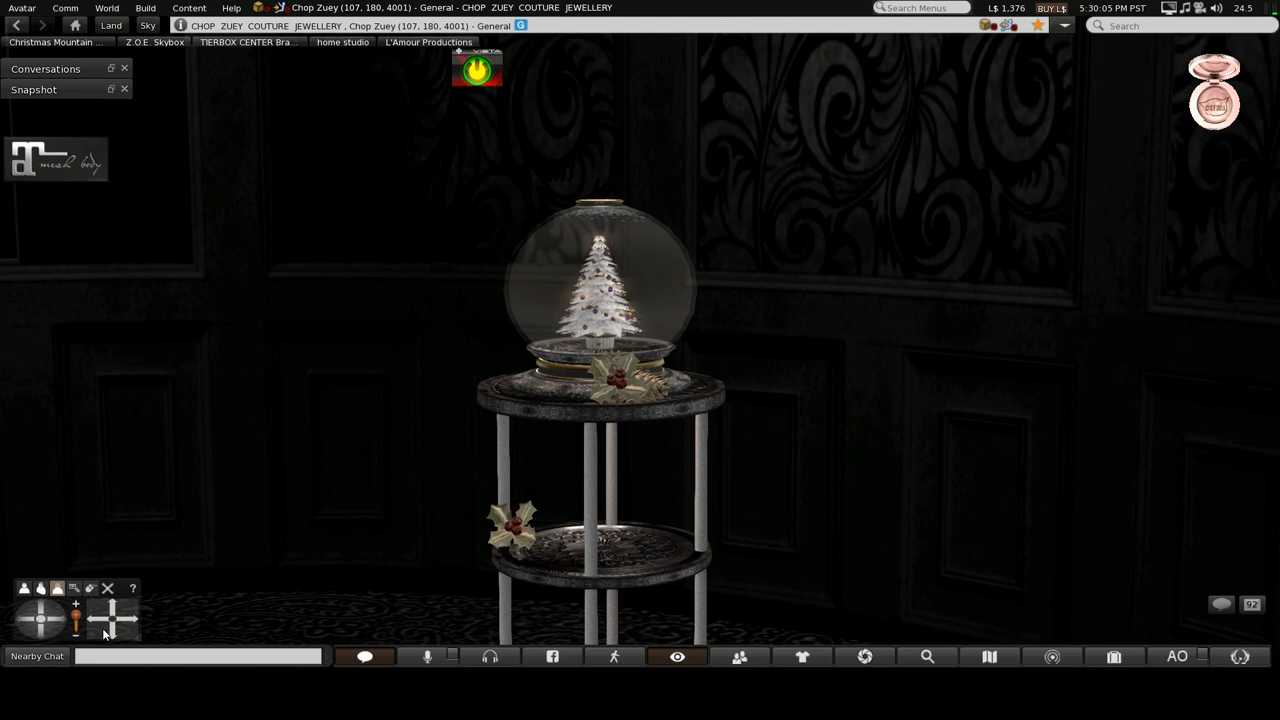 Avatar Comm World Build Content Help Chop Zuey (107, 180, 4001) - General - CHOP ZUEY COUTURE JEWELLERY Search Menus L$ 1,376 BUY L$ 5:30:05 PM PST 24.5
Land Sky CHOP ZUEY COUTURE JEWELLERY , Chop Zuey (107, 180, 4001) - General G Search
Christmas Mountain ... Z.O.E. Skybox TIERBOX CENTER Bra... home studio L'Amour Productions
VISTA
Conversations
Snapshot
mesh body
?
92
Nearby Chat AO